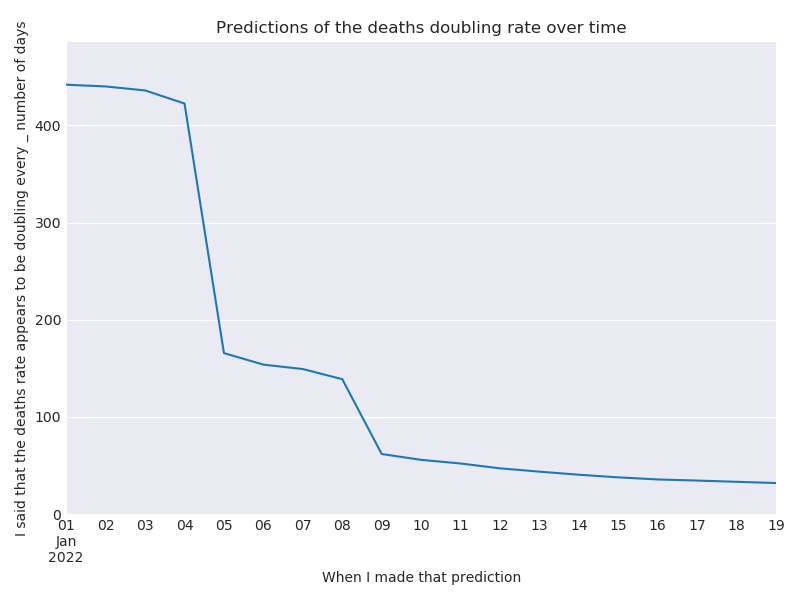 Predictions of the deaths doubling rate over time
I said that the deaths rate appears to be doubling every _ number of days
400
300
200
100
0
01 02 03 04 05 06 07 08 09 10 11 12 13 14 15 16 17 18 19
Jan
2022
When I made that prediction